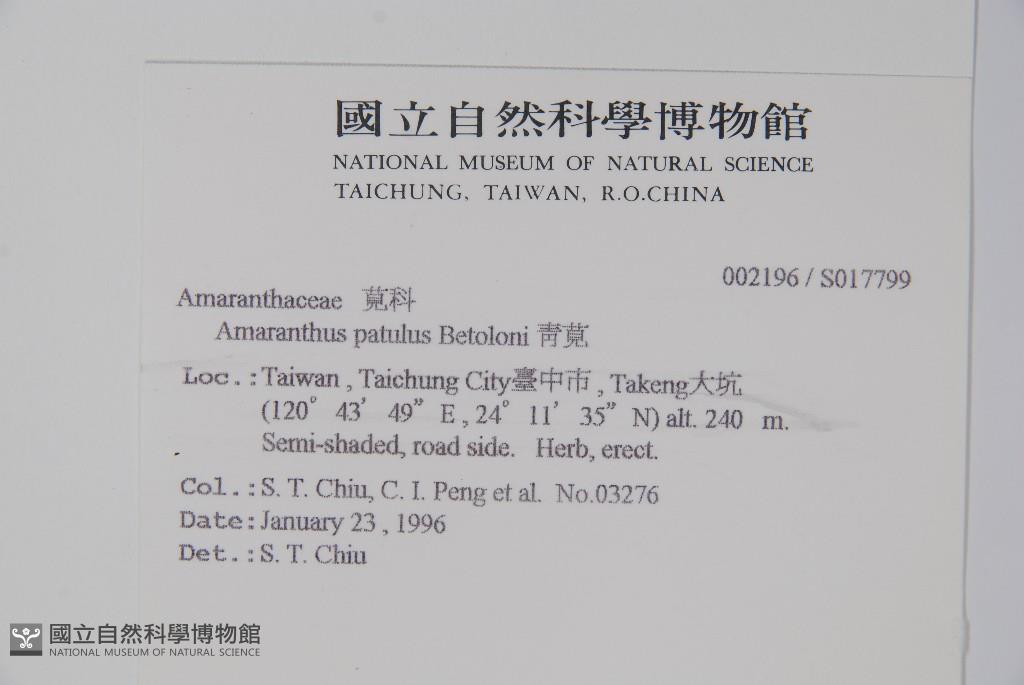 國立自然科學博物館
NATIONAL MUSEUM OF NATURAL SCIENCE
TAICHUNG, TAIWAN, R.O.CHINA
002196 / S017799
Amaranthaceae 莧科
Amaranthus patulus Betoloni 青莧
Loc.:Taiwan , Taichung City臺中市 , Takeng大坑
(120° 43’ 49” E , 24° 11’ 35” N) alt. 240 m.
Semi-shaded, road side. Herb, erect.
Col.:S. T. Chiu, C. I. Peng et al. No.03276
Date:January 23 , 1996
Det.:S. T. Chiu
國立自然科學博物館
NATIONAL MUSEUM OF NATURAL SCIENCE